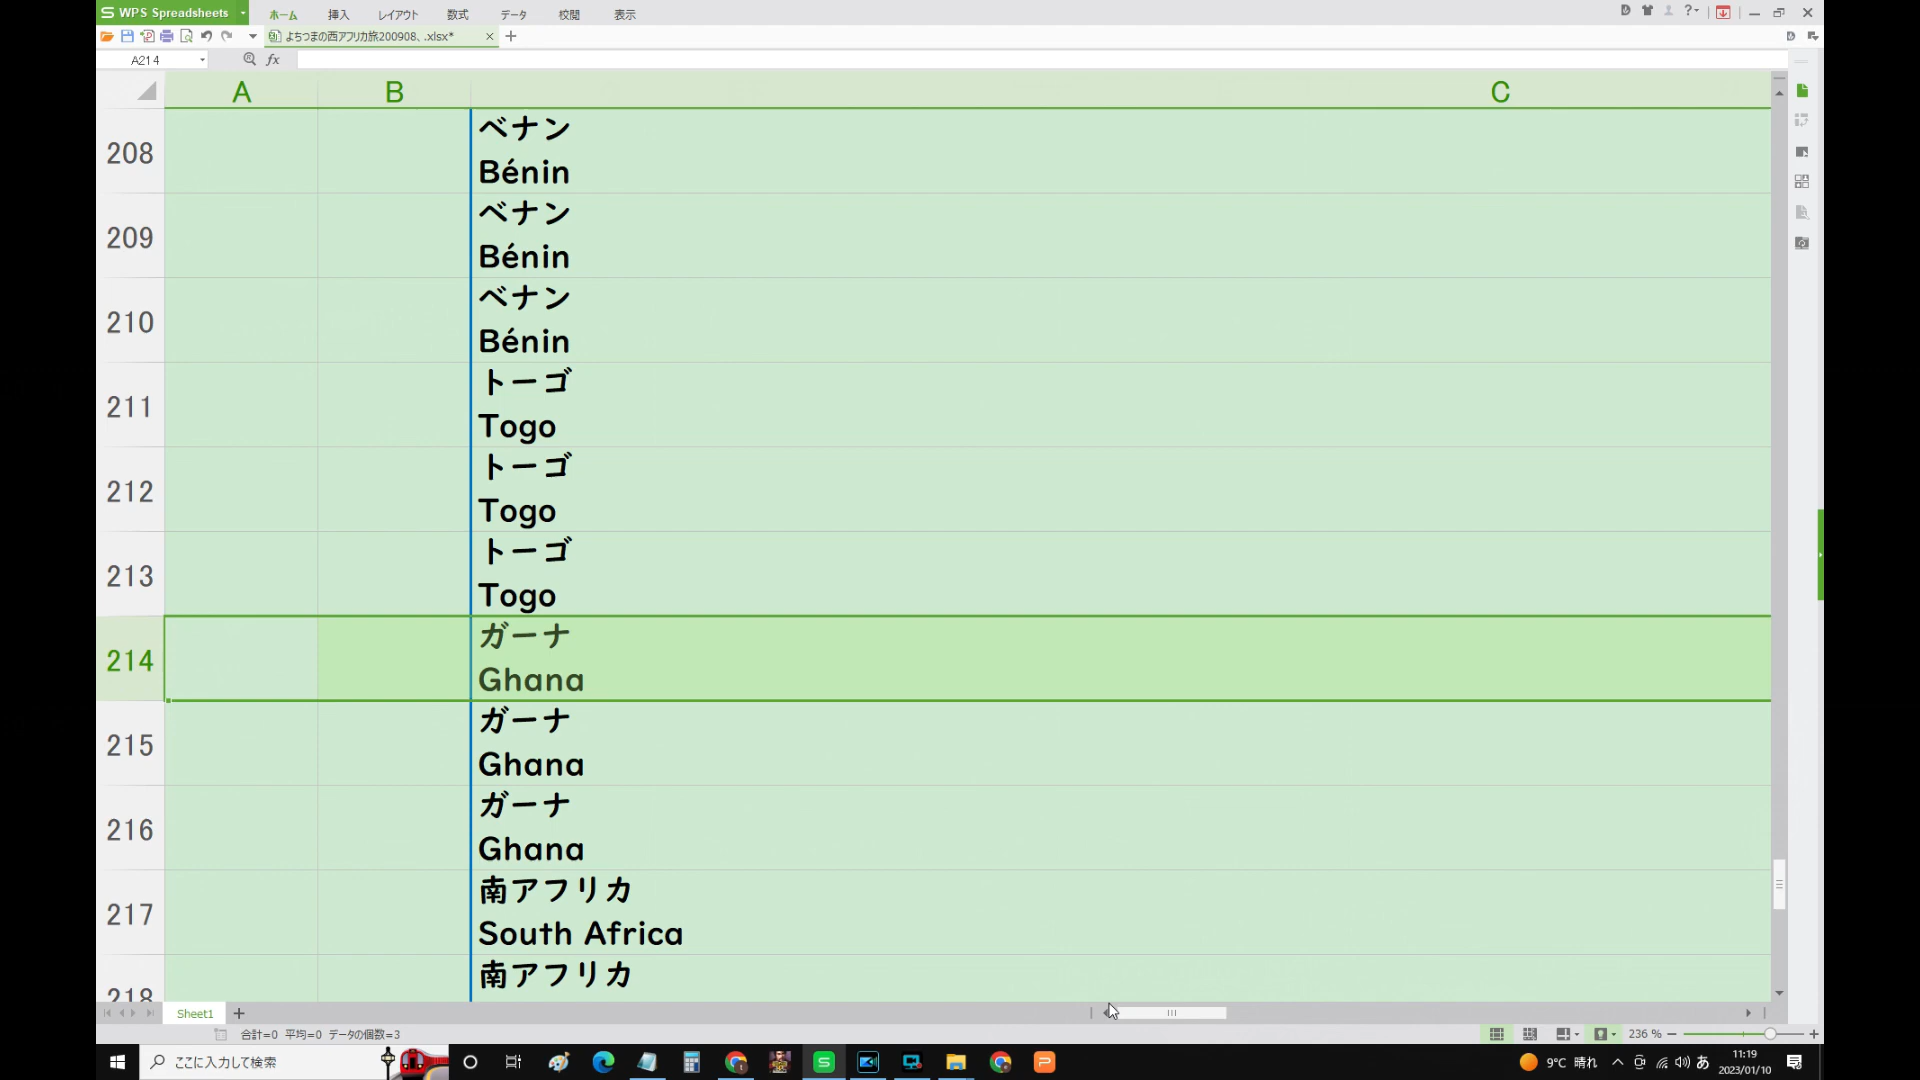 WPS Spreadsheets
ホーム 挿入 レイアウト 数式 データ 校閲 表示
よちつまの西アフリカ旅200908、.xlsx*
A214
fx
A B C
208
ベナン
Bénin
209
ベナン
Bénin
210
ベナン
Bénin
211
トーゴ
Togo
212
トーゴ
Togo
213
トーゴ
Togo
214
ガーナ
Ghana
215
ガーナ
Ghana
216
ガーナ
Ghana
217
南アフリカ
South Africa
218
南アフリカ
Sheet1
合計=0 平均=0 データの個数=3
236 %
ここに入力して検索
9°C 晴れ
あ
11:19
2023/01/10